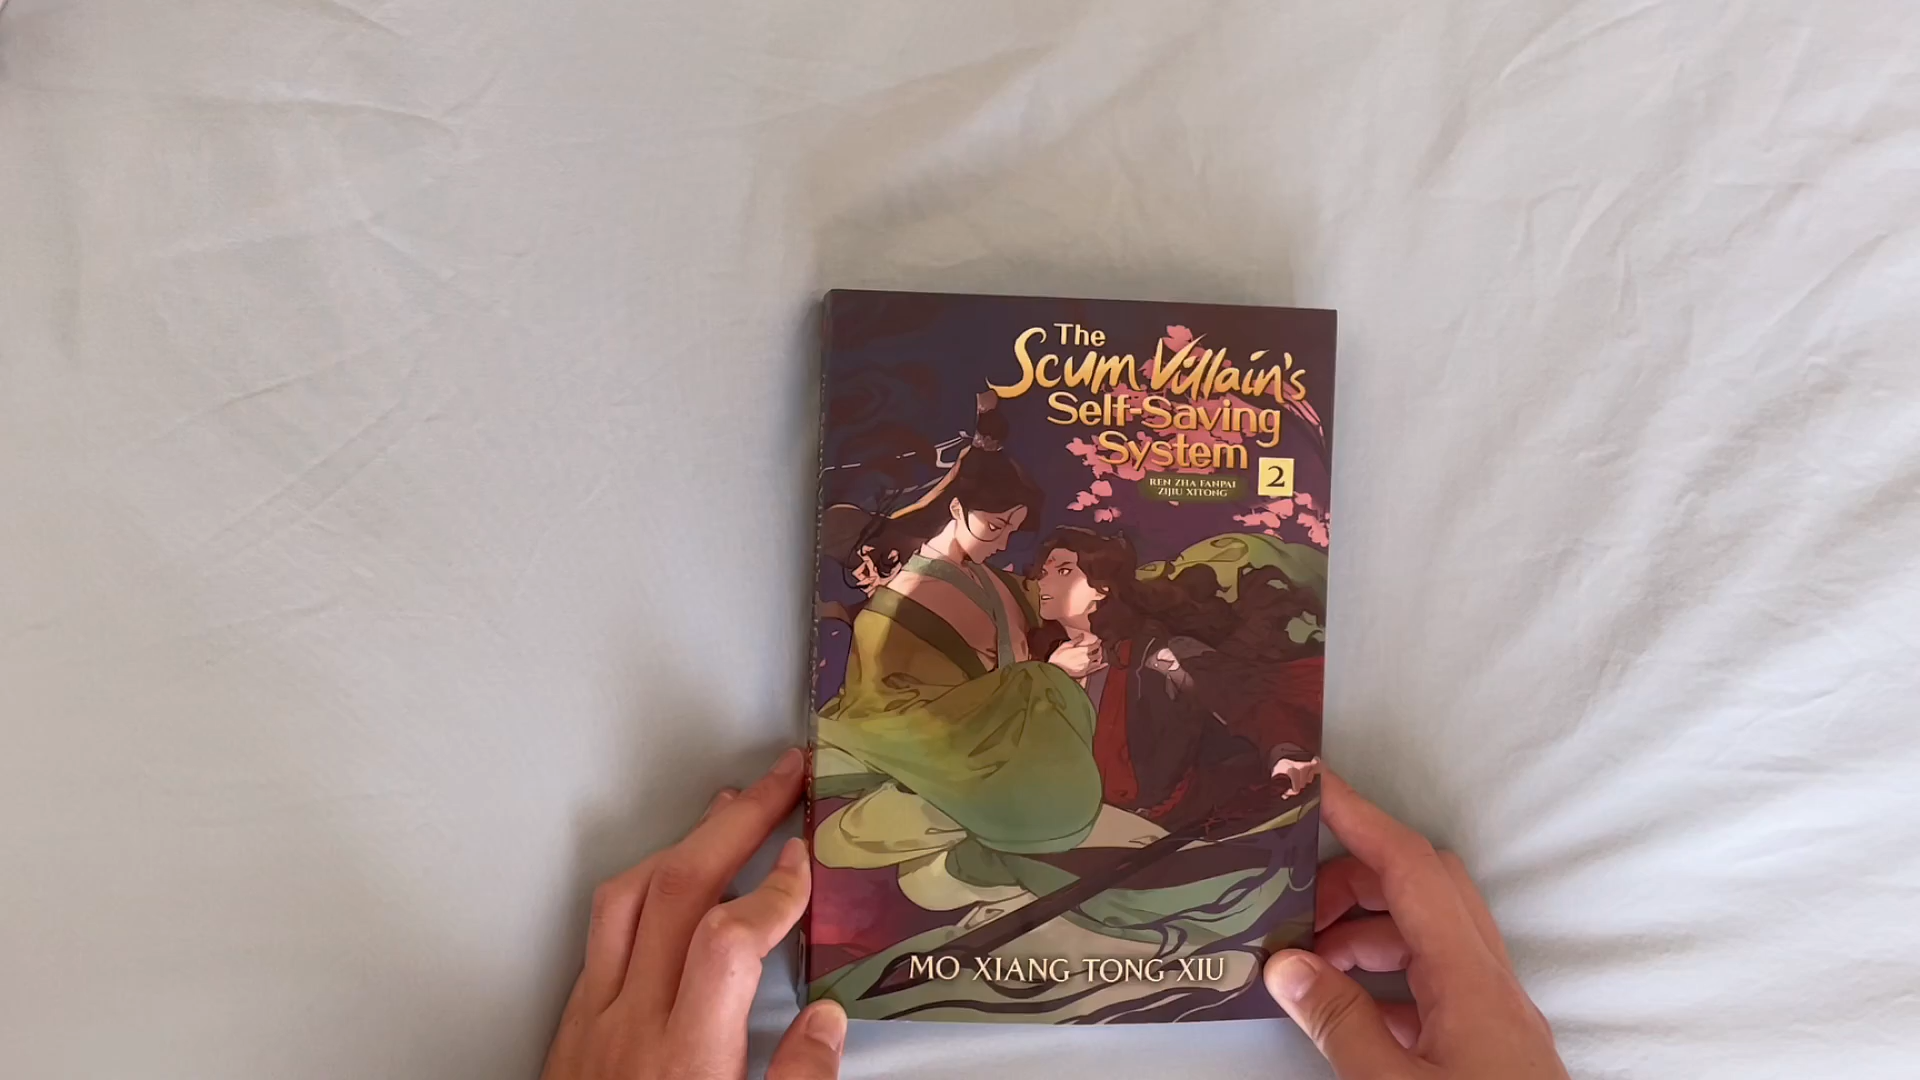 The
Scum Villain's
Self-Saving
System
2
REN ZHA FANPAI
ZIJIU XITONG
MO XIANG TONG XIU